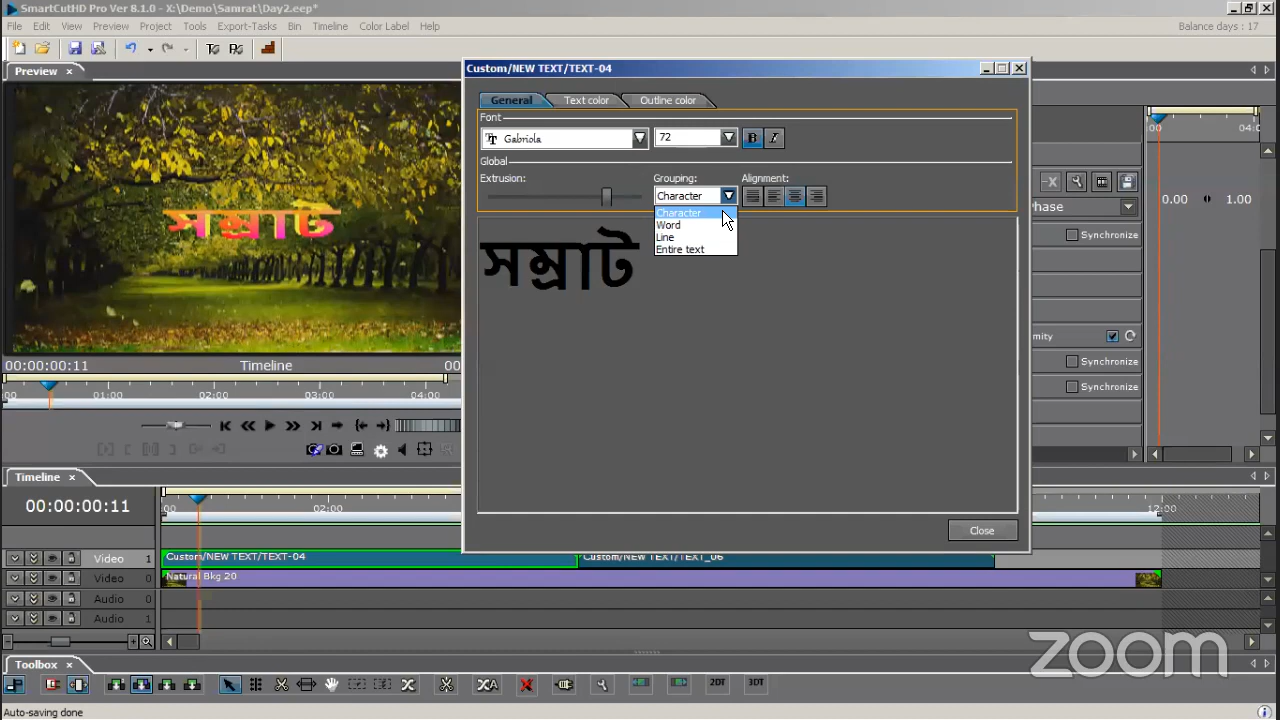 SmartCutHD Pro Ver 8.1.0 - X:\Demo\Samrat\Day2.eep*
File Edit View Preview Project Tools Export-Tasks Bin Timeline Color Label Help
Balance days : 17
Preview
সম্রাট
00:00:00:11 Timeline
01:00 02:00 03:00 04:00
Custom/NEW TEXT/TEXT-04
General Text color Outline color
Font
Gabriola 72 B I
Global
Extrusion: Grouping: Alignment:
Character
Character
Word
Line
Entire text
সম্রাট
Close
0.00 1.00
Synchronize
Synchronize
Synchronize
Timeline
00:00:00:11
02:00 12:00
Video 1 Custom/NEW TEXT/TEXT-04 Custom/NEW TEXT/TEXT_06
Video 0 Natural Bkg 20
Audio 0
Audio 1
zoom
Toolbox
2DT 3DT
Auto-saving done